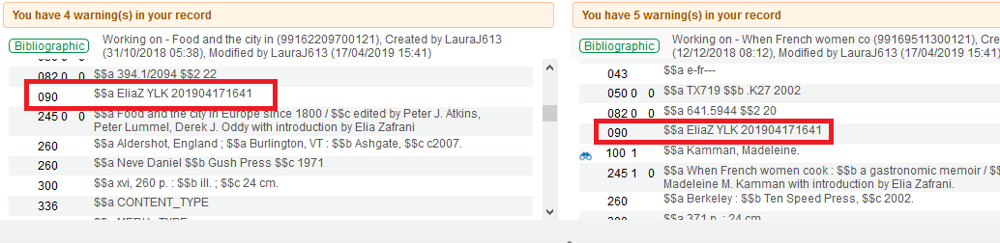 You have 4 warning(s) in your record
Bibliographic
Working on - Food and the city in (99162209700121), Created by LauraJ613
(31/10/2018 05:38), Modified by LauraJ613 (17/04/2019 15:41)
082 0 0 $$a 394.1/2094 $$2 22
090 $$a EliaZ YLK 201904171641
245 0 0 $$a Food and the city in Europe since 1800 / $$c edited by Peter J. Atkins,
Peter Lummel, Derek J. Oddy with introduction by Elia Zafrani
260 $$a Aldershot, England ; $$a Burlington, VT : $$b Ashgate, $$c c2007.
260 $$a Neve Daniel $$b Gush Press $$c 1971
300 $$a xvi, 260 p. : $$b ill. ; $$c 24 cm.
336 $$a CONTENT_TYPE
You have 5 warning(s) in your record
Bibliographic
Working on - When French women co (99169511300121), Cre
(12/12/2018 08:12), Modified by LauraJ613 (17/04/2019 15:41)
043 $$a e-fr---
050 0 0 $$a TX719 $$b .K27 2002
082 0 0 $$a 641.5944 $$2 20
090 $$a EliaZ YLK 201904171641
100 1 $$a Kamman, Madeleine.
245 1 0 $$a When French women cook : $$b a gastronomic memoir / $$
Madeleine M. Kamman with introduction by Elia Zafrani.
260 $$a Berkeley : $$b Ten Speed Press, $$c 2002.
300 $$a 371 p. : 24 cm